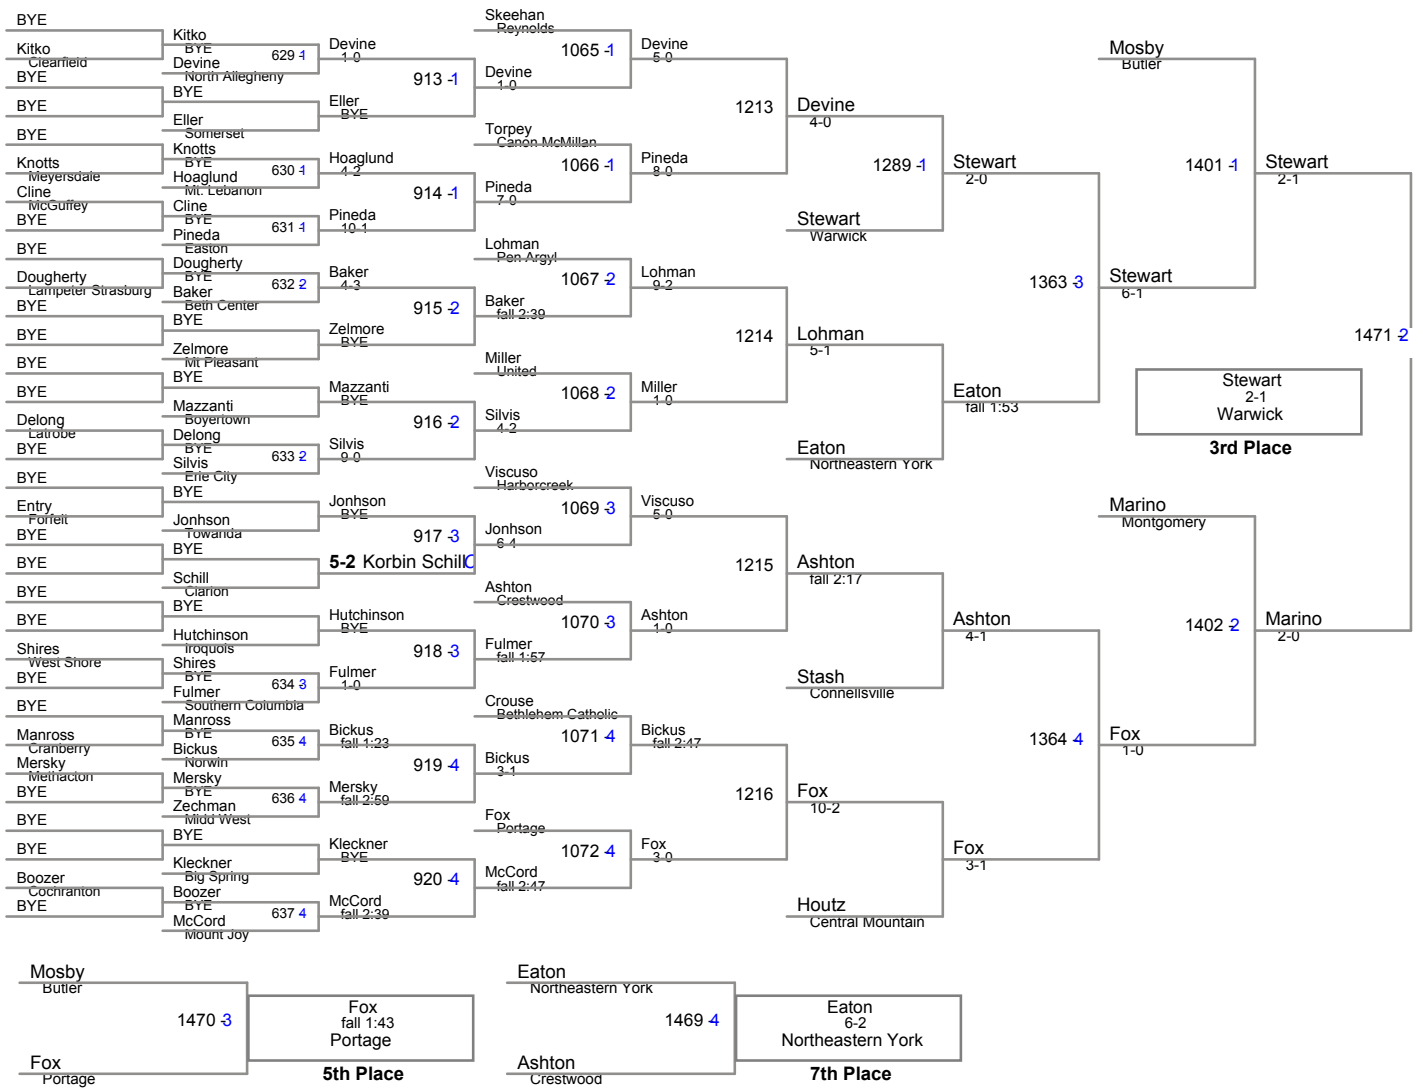 BYE
Kitko
Clearfield
BYE
BYE
BYE
Knotts
Meyersdale
Cline
McGuffey
BYE
BYE
Dougherty
Lampeter Strasburg
BYE
BYE
BYE
BYE
Delong
Latrobe
BYE
BYE
Entry
Forfeit
BYE
BYE
BYE
BYE
Shires
West Shore
BYE
BYE
Manross
Cranberry
Mersky
Methacton
BYE
BYE
BYE
Boozer
Cochranton
BYE
Kitko
BYE
629 -1
Devine
North Allegheny
BYE
Eller
Somerset
Knotts
BYE
630 -1
Hoaglund
Mt. Lebanon
Cline
BYE
631 -1
Pineda
Easton
Dougherty
BYE
632 -2
Baker
Beth Center
BYE
Zelmore
Mt Pleasant
BYE
Mazzanti
Boyertown
Delong
BYE
633 -2
Silvis
Erie City
BYE
Jonhson
Towanda
BYE
Schill
Clarion
BYE
Hutchinson
Iroquois
Shires
BYE
634 -3
Fulmer
Southern Columbia
Manross
BYE
635 -4
Bickus
Norwin
Mersky
BYE
636 -4
Zechman
Midd West
BYE
Kleckner
Big Spring
Boozer
BYE
637 -4
McCord
Mount Joy
Devine
1-0
913 -1
Eller
BYE
Hoaglund
4-2
914 -1
Pineda
10-1
Baker
4-3
915 -2
Zelmore
BYE
Mazzanti
BYE
916 -2
Silvis
9-0
Jonhson
BYE
917 -3
5-2 Korbin Schill
Hutchinson
BYE
918 -3
Fulmer
1-0
Bickus
fall 1:23
919 -4
Mersky
fall 2:59
Kleckner
BYE
920 -4
McCord
fall 2:39
Skeehan
Reynolds
1065 -1
Devine
1-0
Torpey
Canon McMillan
1066 -1
Pineda
7-0
Lohman
Pen Argyl
1067 -2
Baker
fall 2:39
Miller
United
1068 -2
Silvis
4-2
Viscuso
Harborcreek
1069 -3
Jonhson
6-4
Ashton
Crestwood
1070 -3
Fulmer
fall 1:57
Crouse
Bethlehem Catholic
1071 -4
Bickus
3-1
Fox
Portage
1072 -4
McCord
fall 2:47
Devine
5-0
1213
Pineda
8-0
Lohman
9-2
1214
Miller
1-0
Viscuso
5-0
1215
Ashton
1-0
Bickus
fall 2:47
1216
Fox
3-0
Devine
4-0
1289 -1
Stewart
Warwick
Lohman
5-1
Eaton
Northeastern York
Ashton
fall 2:17
Stash
Connellsville
Fox
10-2
Houtz
Central Mountain
Stewart
2-0
1363 -3
Eaton
fall 1:53
Ashton
4-1
1364 -4
Fox
3-1
Mosby
Butler
1401 -1
Stewart
6-1
Marino
Montgomery
1402 -2
Fox
1-0
Stewart
2-1
1471 -2
Marino
2-0
Stewart
2-1
Warwick
3rd Place
Mosby
Butler
1470 -3
Fox
Portage
Fox
fall 1:43
Portage
5th Place
Eaton
Northeastern York
1469 -4
Ashton
Crestwood
Eaton
6-2
Northeastern York
7th Place